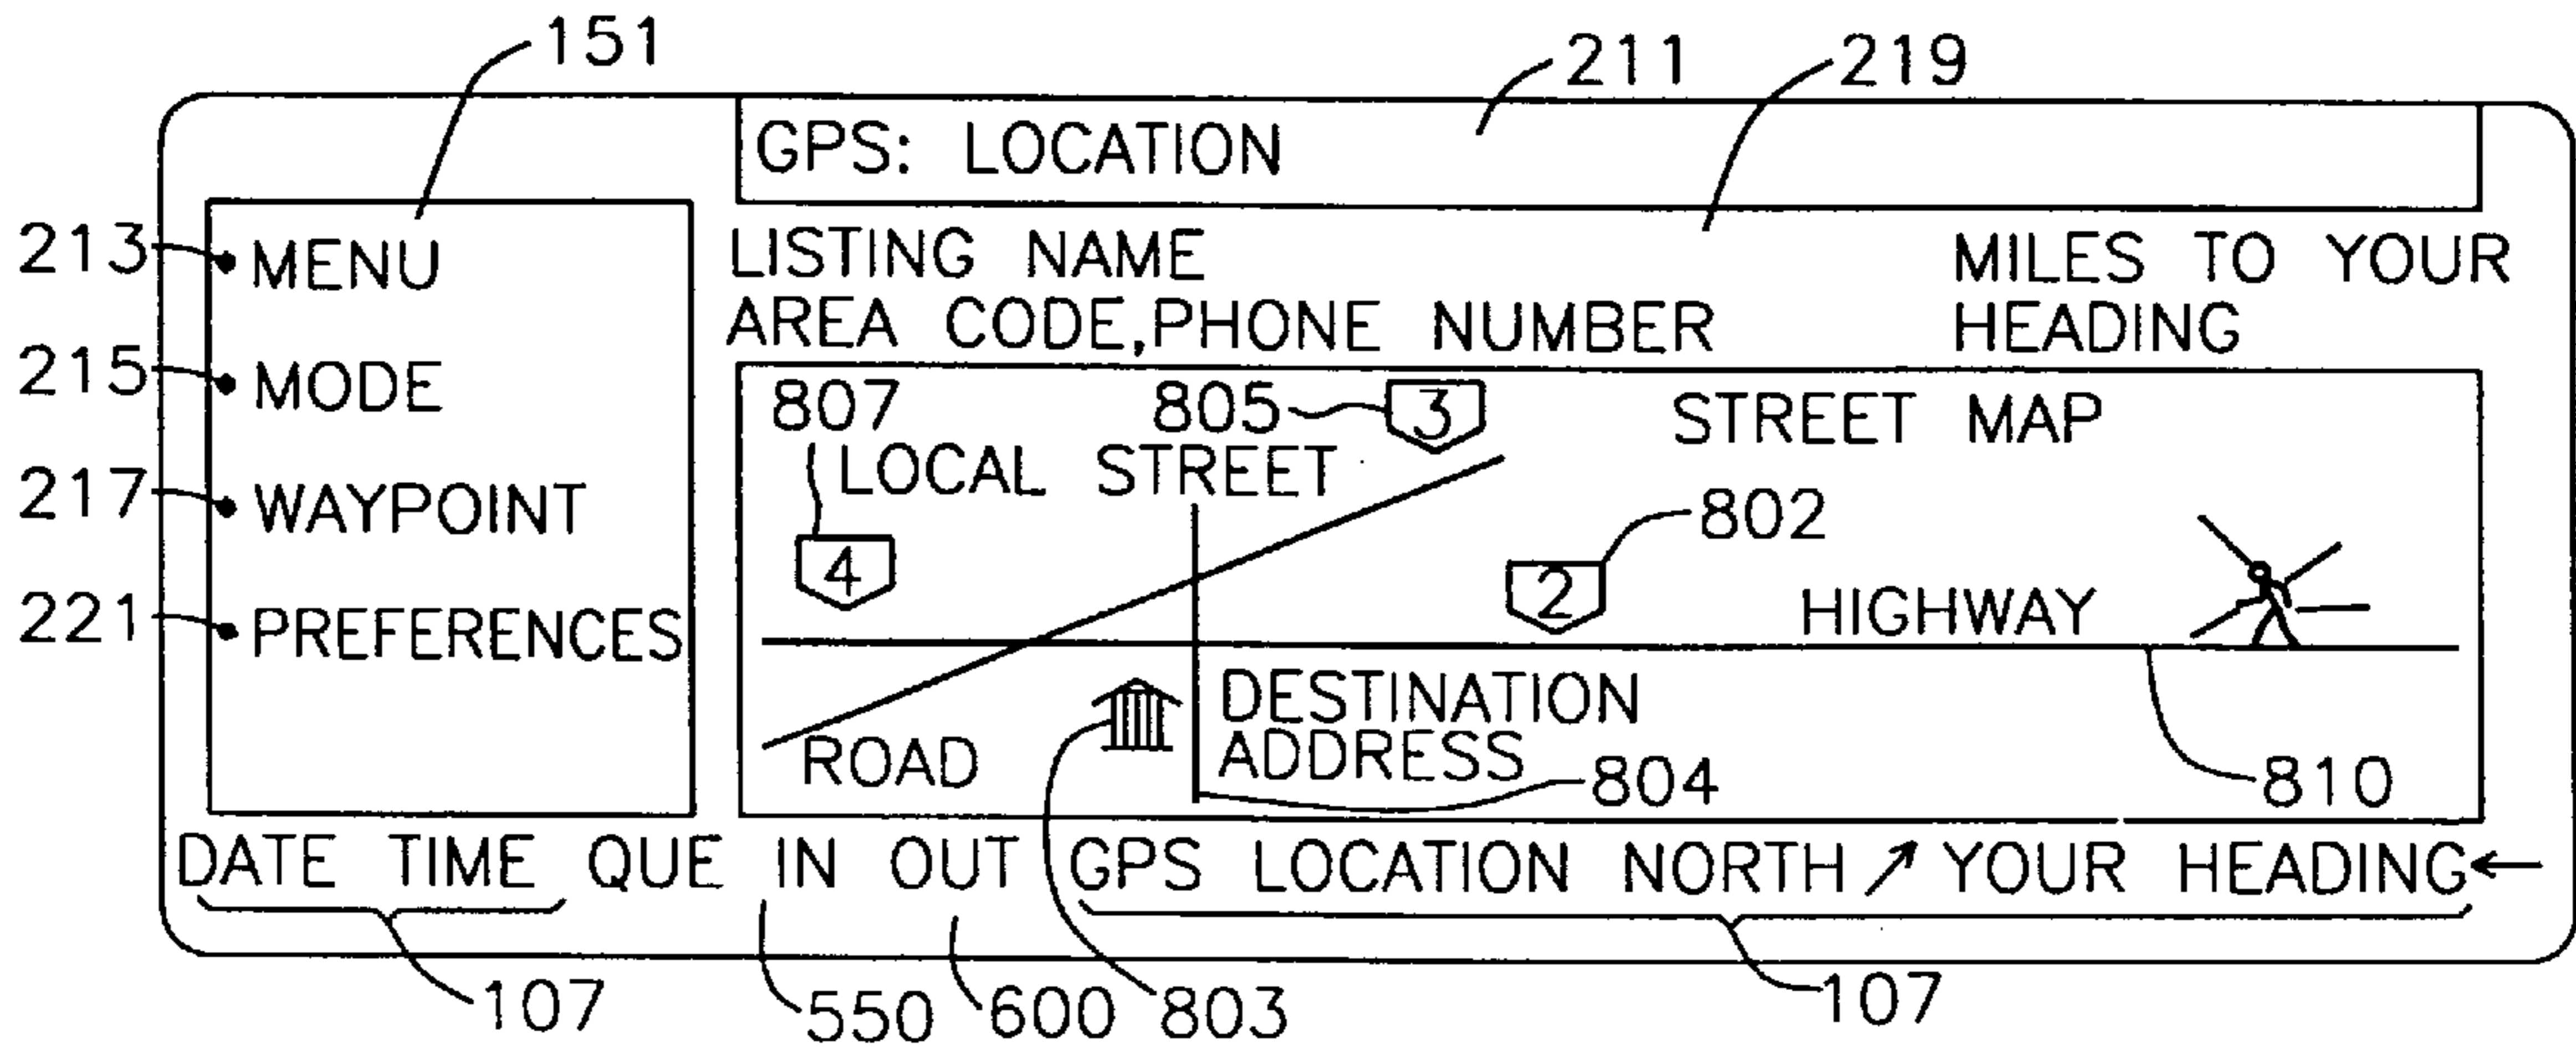 151
211
219
GPS: LOCATION
213
MENU
LISTING NAME
MILES TO YOUR
AREA CODE,PHONE NUMBER
HEADING
215
MODE
807
805
3
STREET MAP
LOCAL STREET
217
WAYPOINT
802
4
2
221
PREFERENCES
HIGHWAY
DESTINATION
ADDRESS
ROAD
804
810
DATE TIME QUE IN OUT GPS LOCATION NORTH ↗ YOUR HEADING ←
107
550
600
803
107